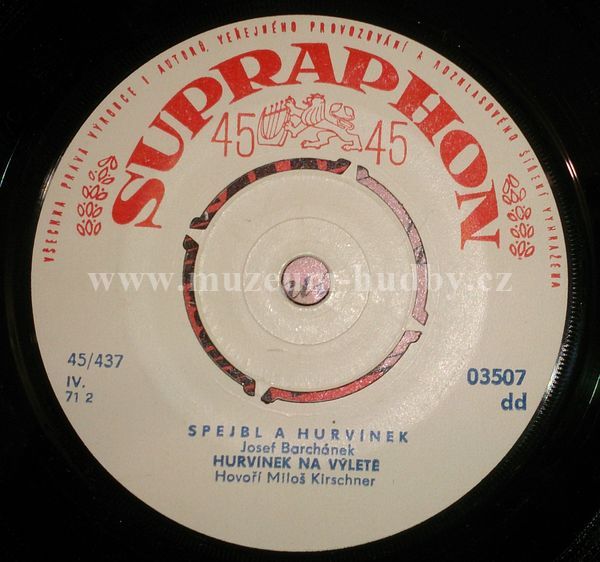 VŠECHNA PRÁVA VÝROBCE I AUTORŮ, VEŘEJNÉHO PROVOZOVÁNÍ A ROZHLASOVÉHO ŠÍŘENÍ VYHRAŽENA
SUPRAPHON
45 45
www.muzeum-hudby.cz
45/437
IV.
71 2
03507
dd
SPEJBL A HURVÍNEK
Josef Barchánek
HURVÍNEK NA VÝLETĚ
Hovoří Miloš Kirschner